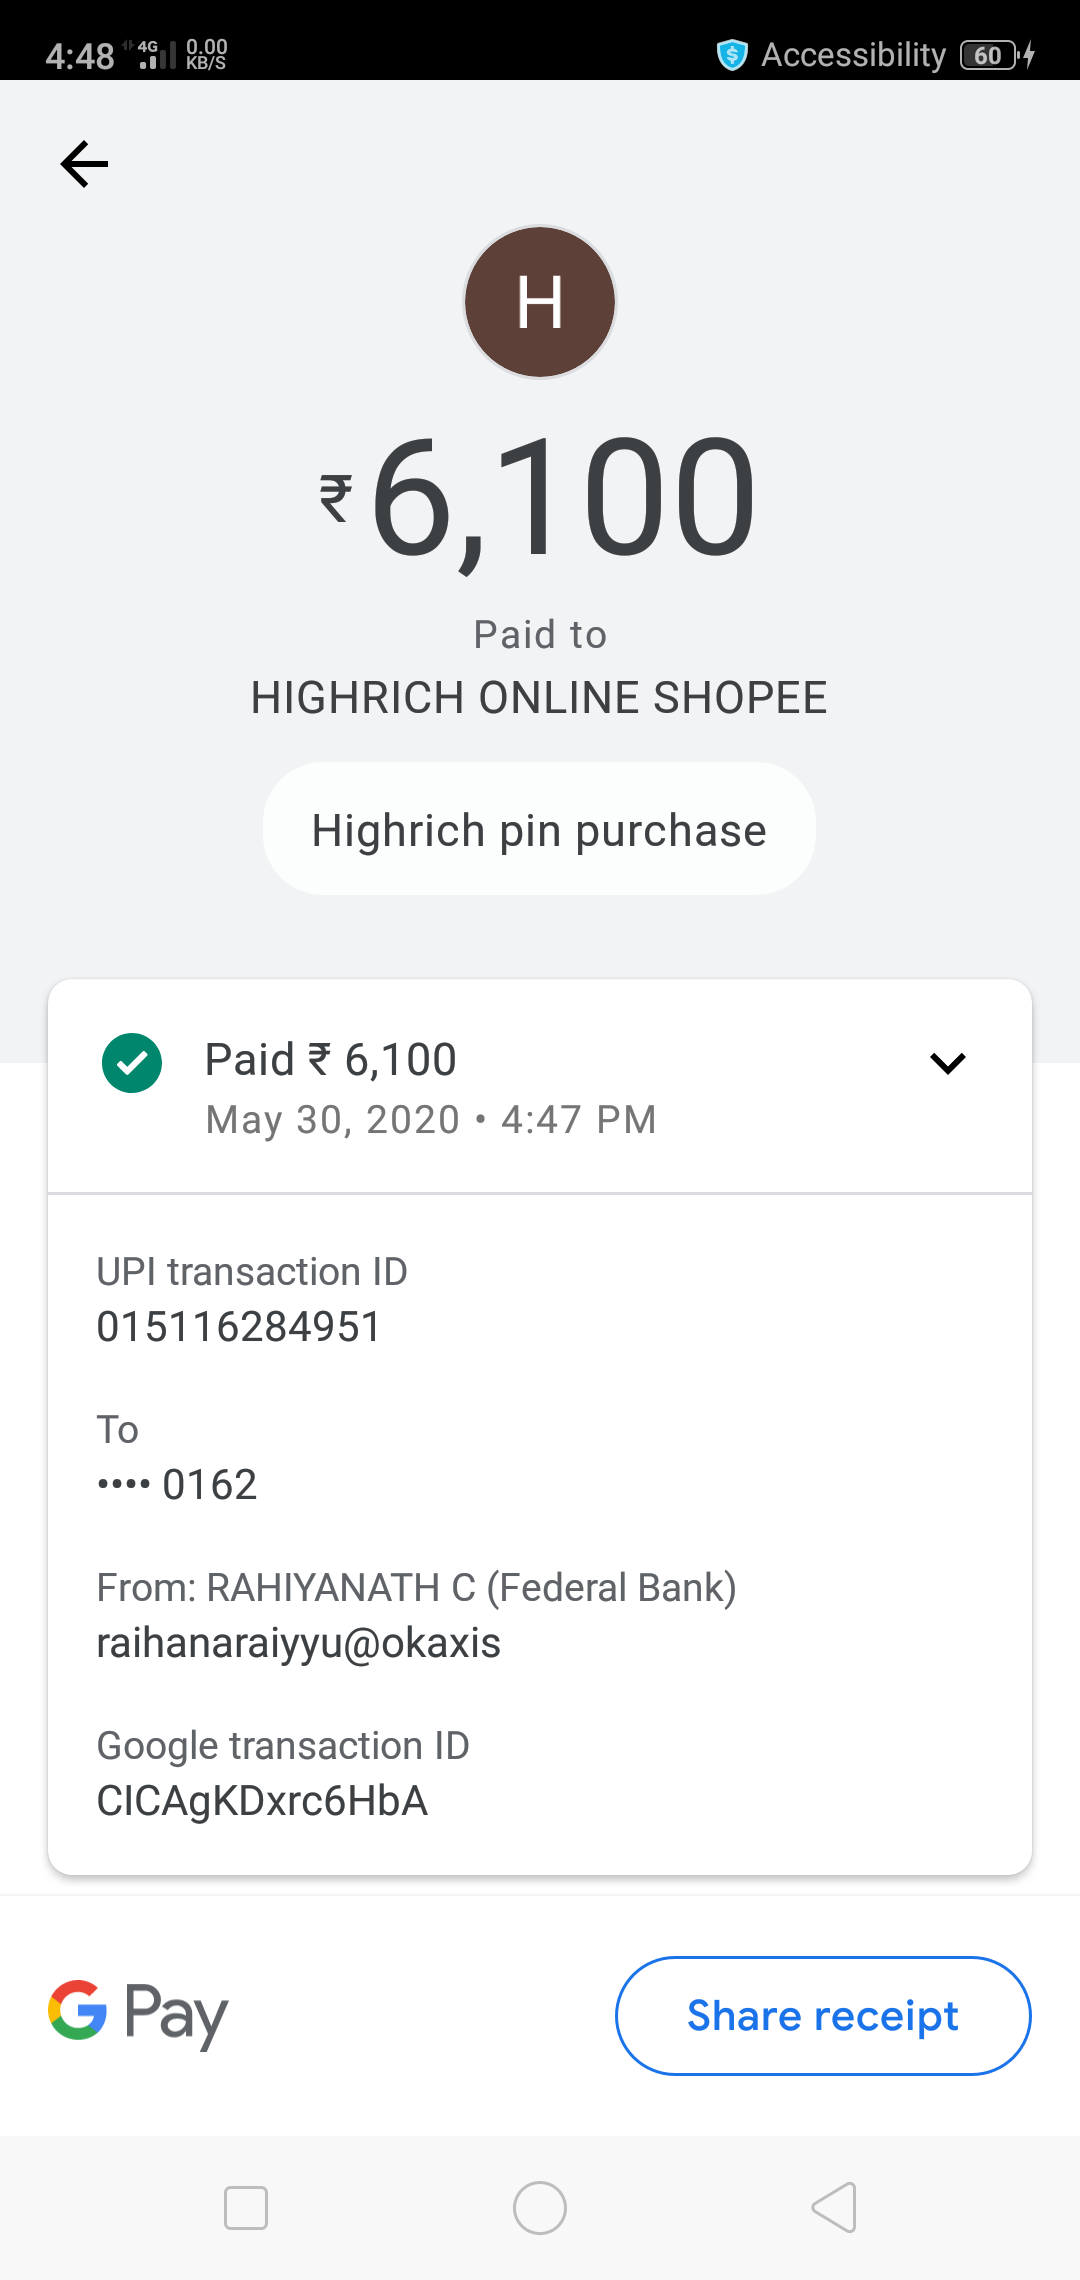 4:48 4G 0.00 KB/S Accessibility 60
H
₹6,100
Paid to
HIGHRICH ONLINE SHOPEE
Highrich pin purchase
Paid ₹ 6,100
May 30, 2020 • 4:47 PM
UPI transaction ID
015116284951
To
•••• 0162
From: RAHIYANATH C (Federal Bank)
raihanaraiyyu@okaxis
Google transaction ID
CICAgKDxrc6HbA
G Pay
Share receipt